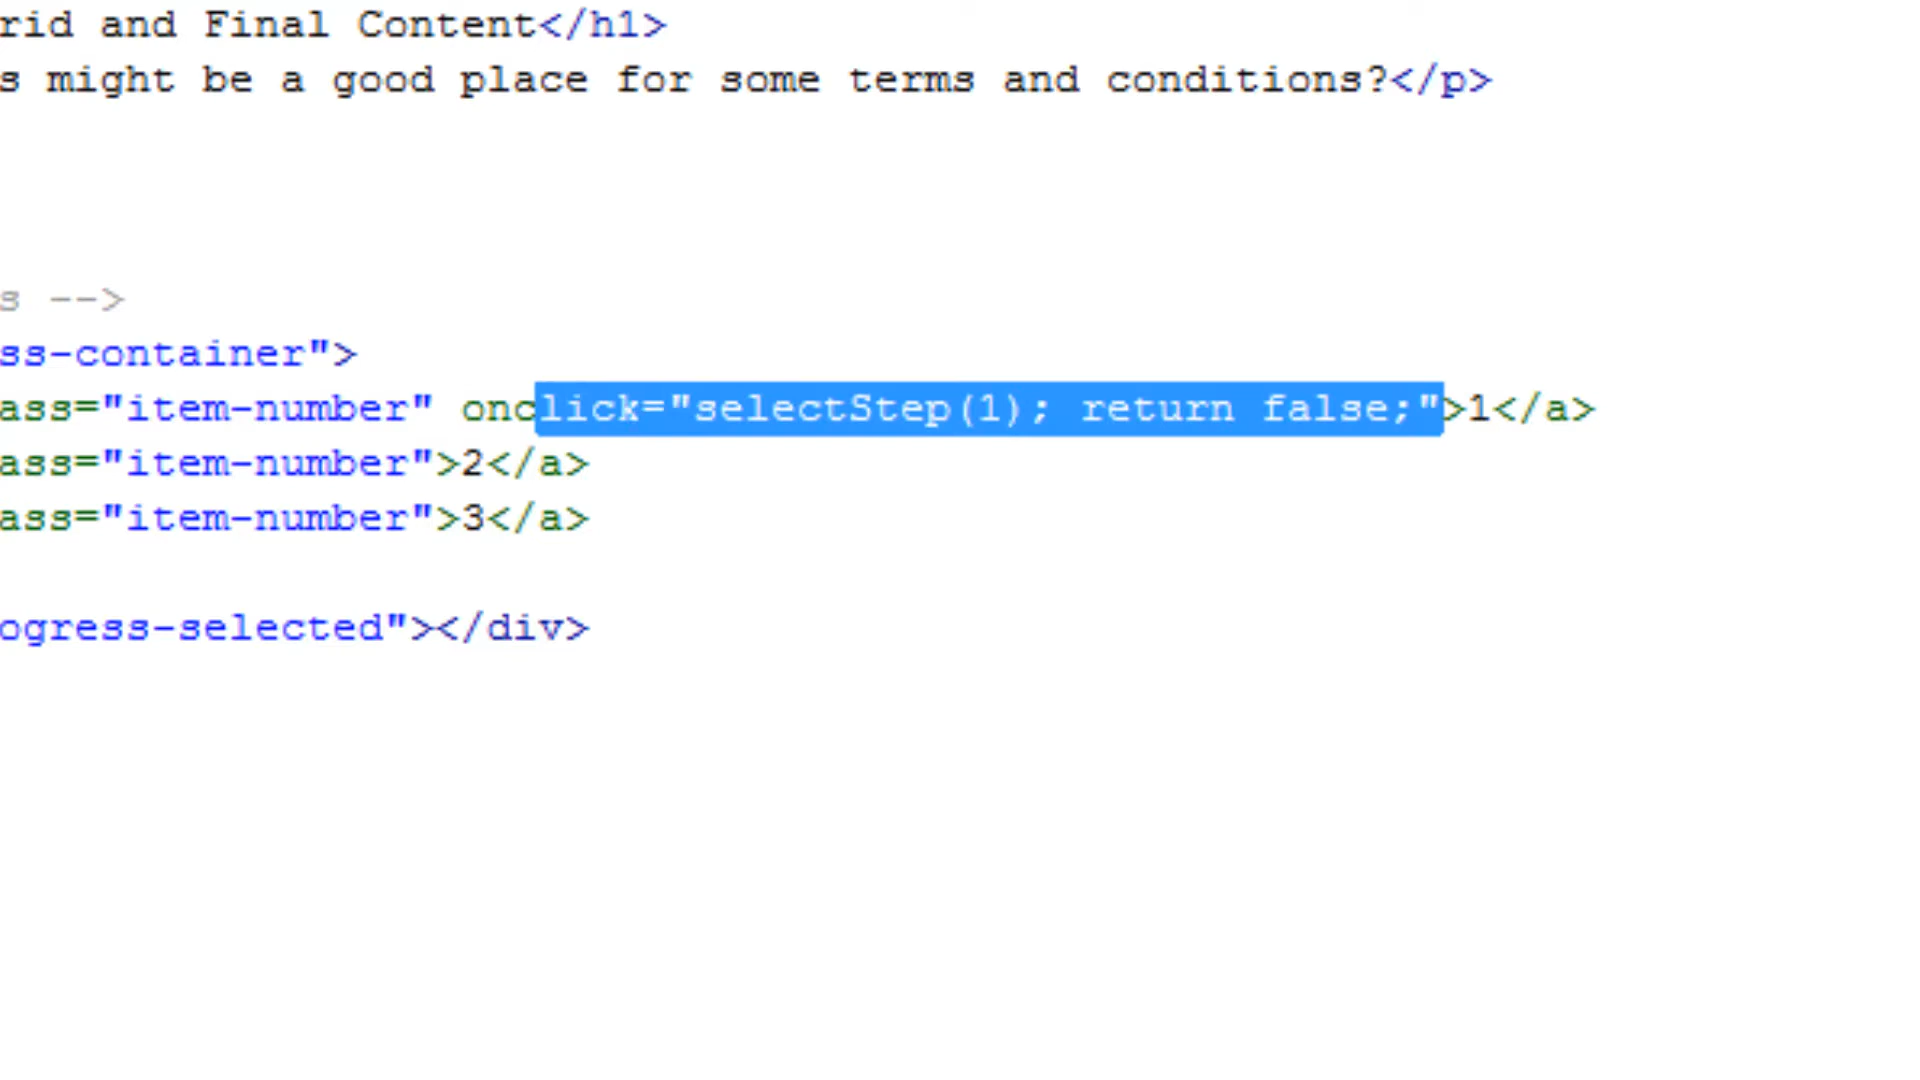 rid and Final Content</h1>
s might be a good place for some terms and conditions?</p>
s -->
ss-container">
ass="item-number" onclick="selectStep(1); return false;">1</a>
ass="item-number">2</a>
ass="item-number">3</a>
ogress-selected"></div>